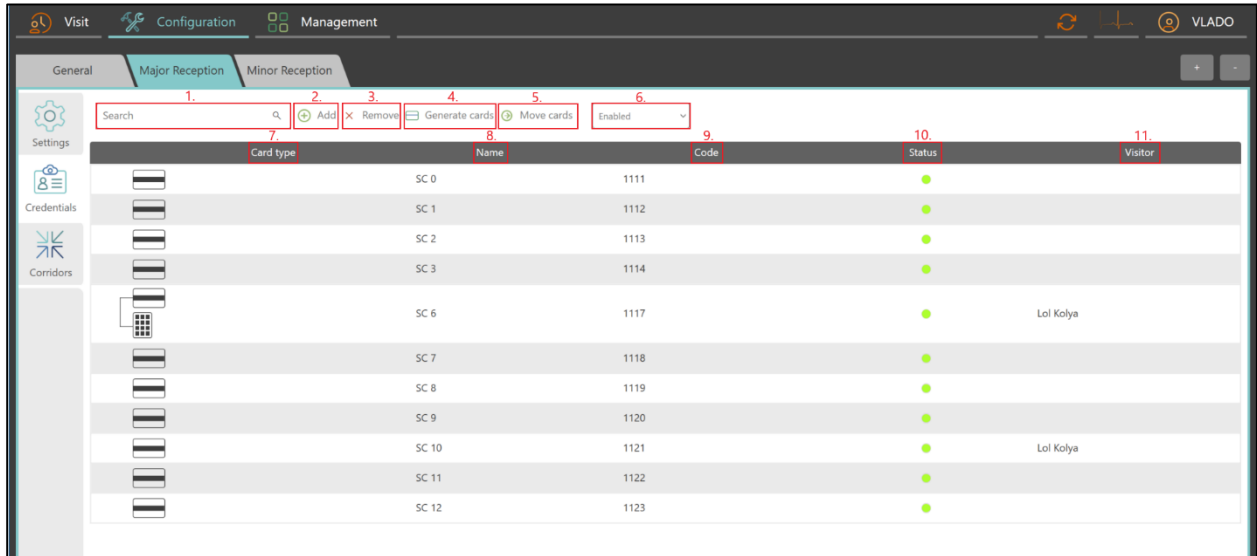 Visit Configuration Management VLADO
General Major Reception Minor Reception + -
1. 2. 3. 4. 5. 6.
Search Add Remove Generate cards Move cards Enabled
Settings
7. 8. 9. 10. 11.
Card type Name Code Status Visitor
SC 0 1111
Credentials
SC 1 1112
SC 2 1113
Corridors
SC 3 1114
SC 6 1117 Lol Kolya
SC 7 1118
SC 8 1119
SC 9 1120
SC 10 1121 Lol Kolya
SC 11 1122
SC 12 1123